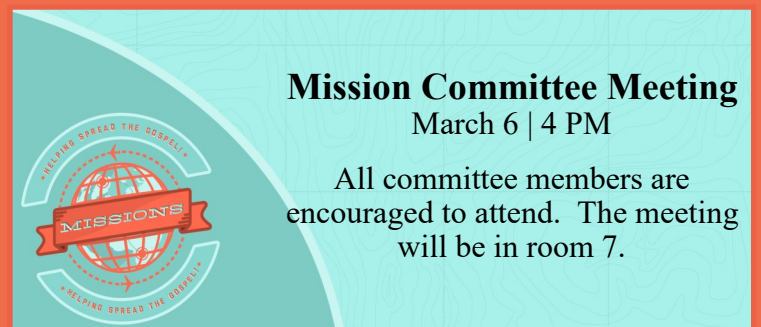 Mission Committee Meeting
March 6 | 4 PM
All committee members are
encouraged to attend.  The meeting
will be in room 7.
•HELPING SPREAD THE GOSPEL!•
MISSIONS
•HELPING SPREAD THE GOSPEL!•